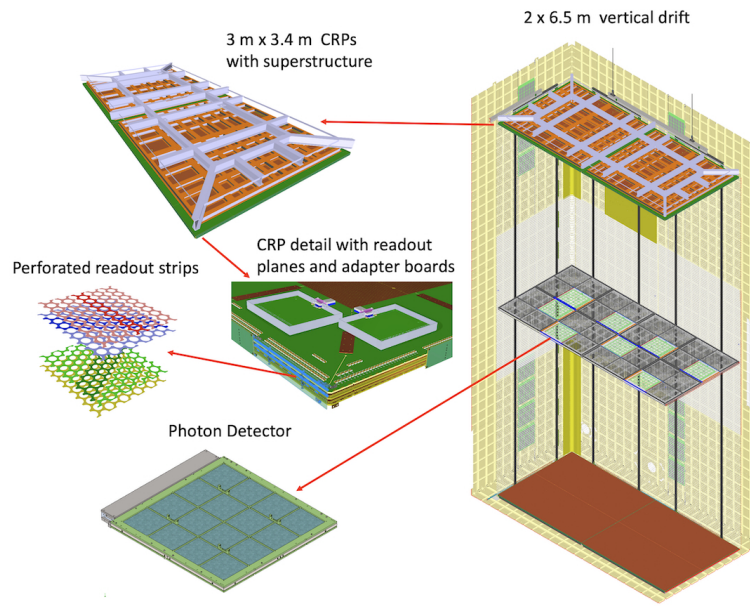 3 m x 3.4 m CRPs
with superstructure
2 x 6.5 m vertical drift
CRP detail with readout
planes and adapter boards
Perforated readout strips
Photon Detector